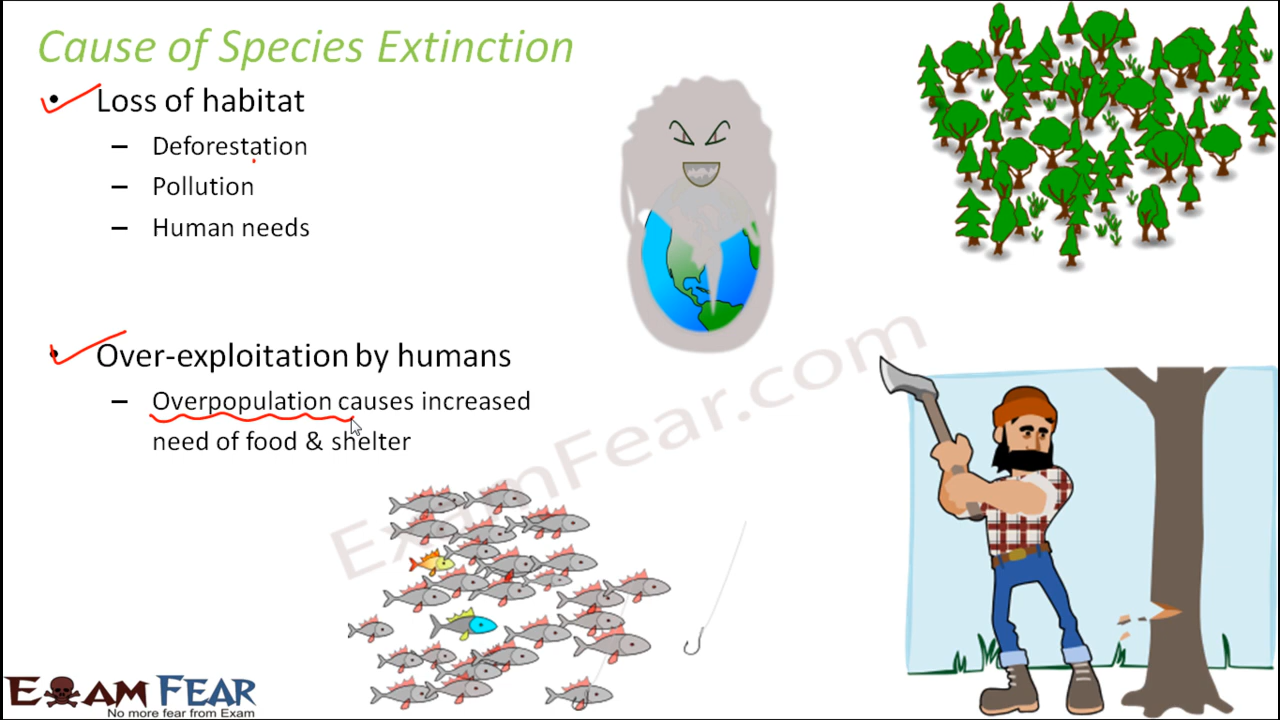 Cause of Species Extinction
• Loss of habitat
– Deforestation
– Pollution
– Human needs
• Over-exploitation by humans
– Overpopulation causes increased
need of food & shelter
ExamFear.com
EXAM FEAR
No more fear from Exam